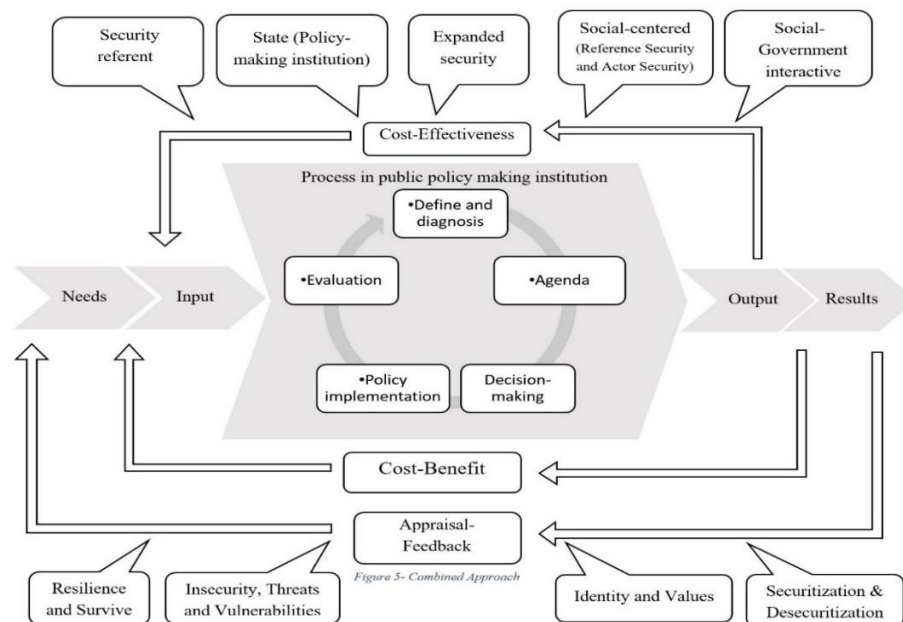 Security
referent
State (Policy-
making institution)
Expanded
security
Social-centered
(Reference Security
and Actor Security)
Social-
Government
interactive
Cost-Effectiveness
Process in public policy making institution
•Define and
diagnosis
•Evaluation
•Agenda
Needs
Input
Output
Results
•Policy
implementation
Decision-
making
Cost-Benefit
Appraisal-
Feedback
Figure 5- Combined Approach
Resilience
and Survive
Insecurity, Threats
and Vulnerabilities
Identity and Values
Securitization &
Desecuritization